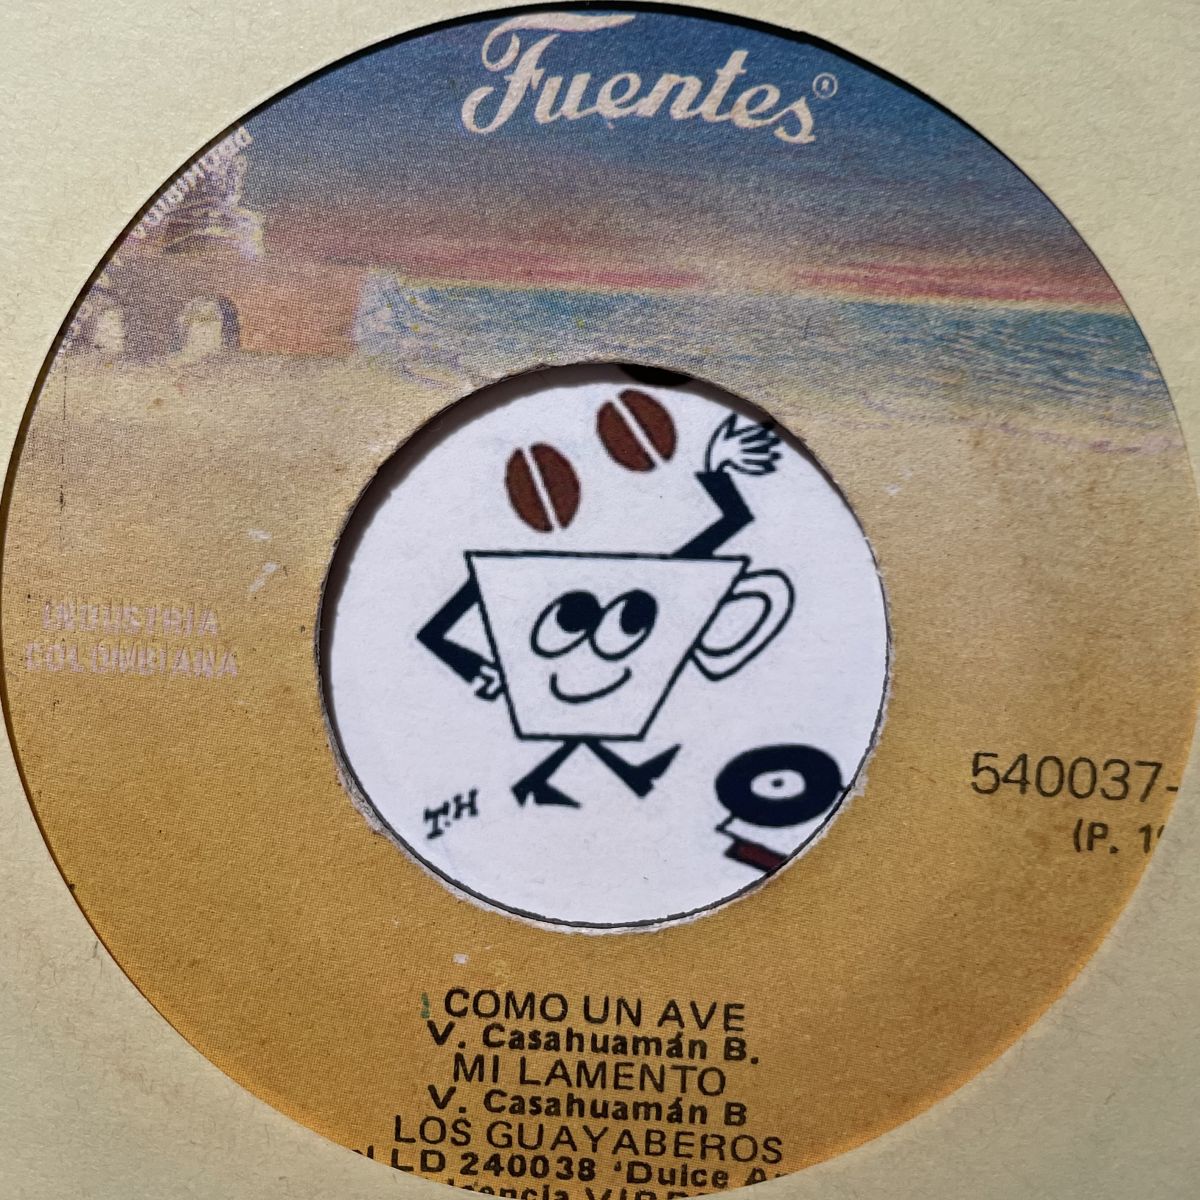 Fuentes®
INDUSTRIA
COLOMBIANA
540037-
(P. 1
T.H
COMO UN AVE
V. Casahuamán B.
MI LAMENTO
V. Casahuamán B
LOS GUAYABEROS
LD 240038 'Dulce A